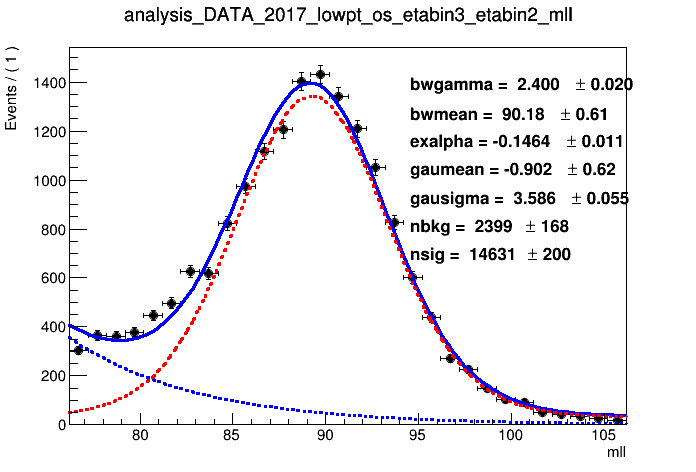 analysis_DATA_2017_lowpt_os_etabin3_etabin2_mll
Events / ( 1 )
1400
1200
1000
800
600
400
200
0
bwgamma = 2.400 ± 0.020
bwmean = 90.18 ± 0.61
exalpha = -0.1464 ± 0.011
gaumean = -0.902 ± 0.62
gausigma = 3.586 ± 0.055
nbkg = 2399 ± 168
nsig = 14631 ± 200
80 85 90 95 100 105
mll